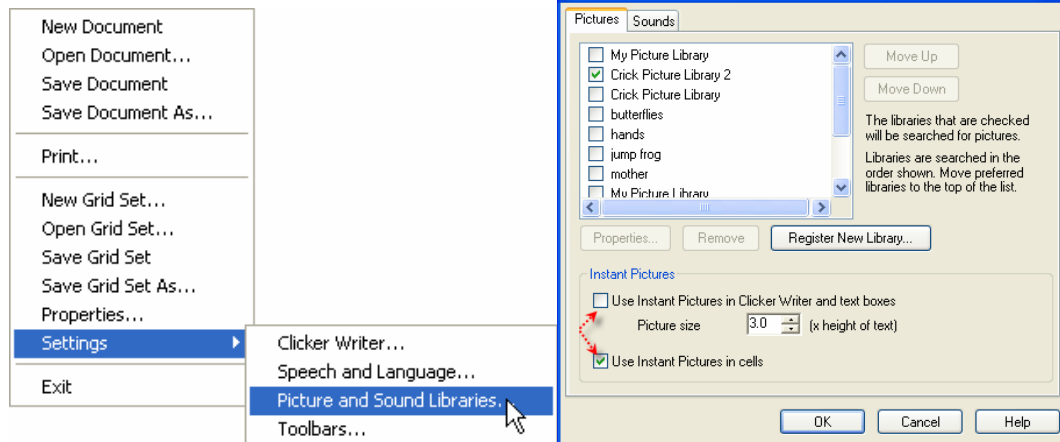 New Document
Open Document...
Save Document
Save Document As...
Print...
New Grid Set...
Open Grid Set...
Save Grid Set
Save Grid Set As...
Properties...
Settings
Exit
Clicker Writer...
Speech and Language...
Picture and Sound Libraries...
Toolbars...
Pictures
Sounds
My Picture Library
Crick Picture Library 2
Crick Picture Library
butterflies
hands
jump frog
mother
My Picture Library
Move Up
Move Down
The libraries that are checked
will be searched for pictures.
Libraries are searched in the
order shown. Move preferred
libraries to the top of the list.
Properties...
Remove
Register New Library...
Instant Pictures
Use Instant Pictures in Clicker Writer and text boxes
Picture size 3.0 (x height of text)
Use Instant Pictures in cells
OK
Cancel
Help